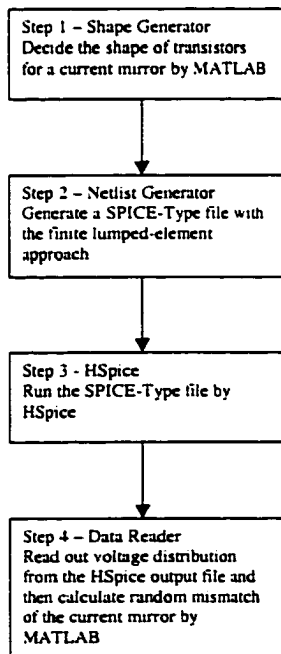 Step 1 – Shape Generator
Decide the shape of transistors
for a current mirror by MATLAB
Step 2 – Netlist Generator
Generate a SPICE-Type file with
the finite lumped-element
approach
Step 3 - HSpice
Run the SPICE-Type file by
HSpice
Step 4 – Data Reader
Read out voltage distribution
from the HSpice output file and
then calculate random mismatch
of the current mirror by
MATLAB